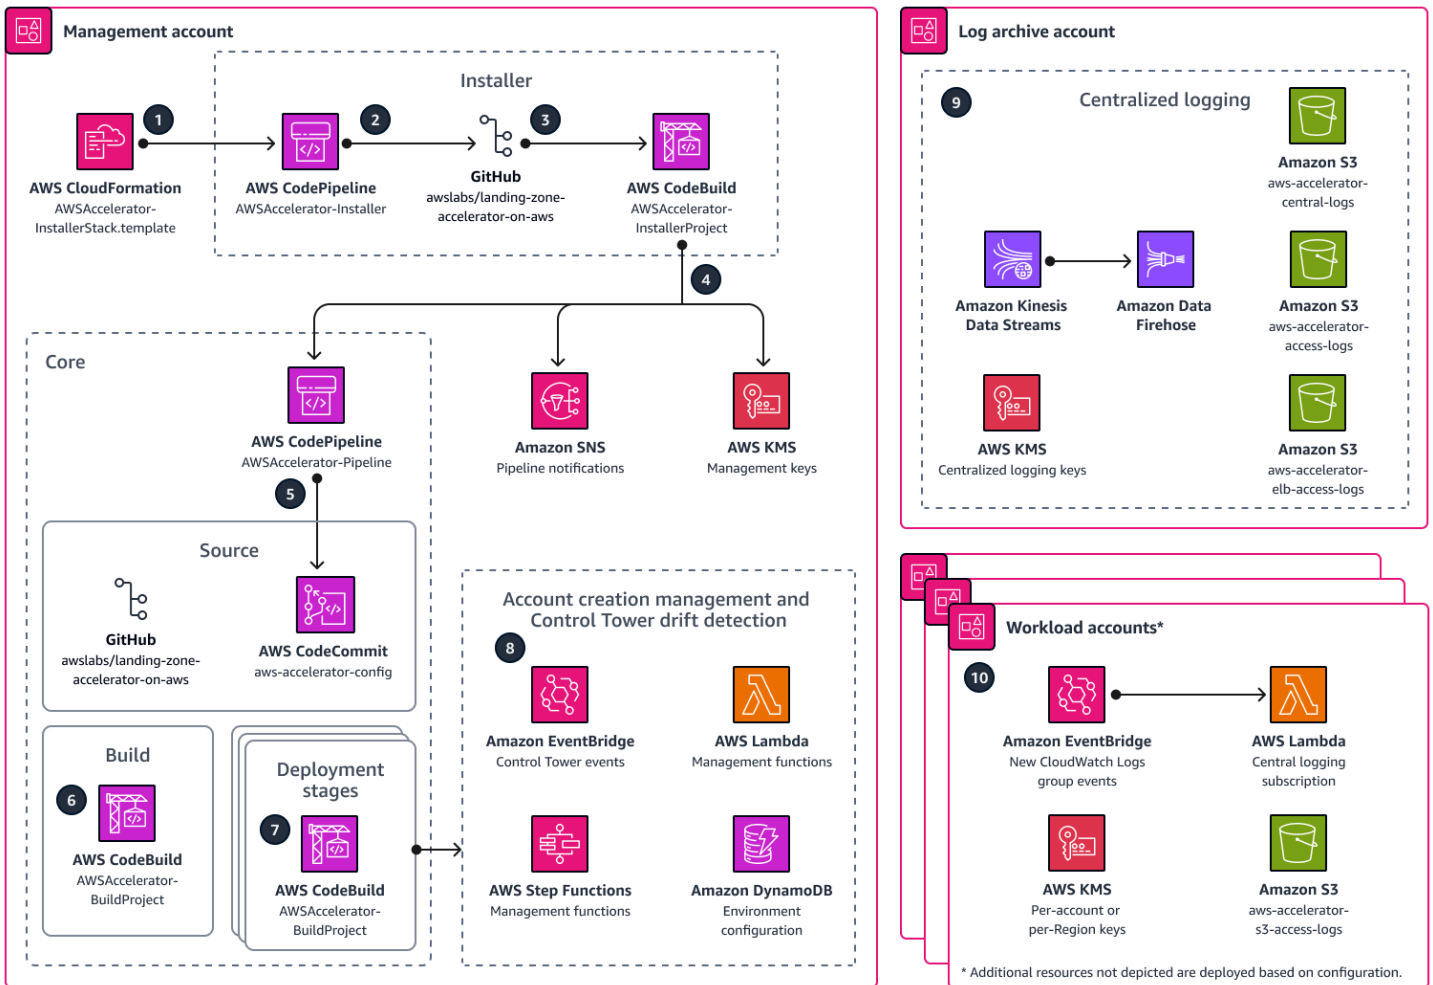 Management account
Installer
1
2
3
AWS CloudFormation
AWSAccelerator-
InstallerStack.template
AWS CodePipeline
AWSAccelerator-Installer
GitHub
awslabs/landing-zone-
accelerator-on-aws
AWS CodeBuild
AWSAccelerator-
InstallerProject
4
Core
AWS CodePipeline
AWSAccelerator-Pipeline
Amazon SNS
Pipeline notifications
AWS KMS
Management keys
5
Source
GitHub
awslabs/landing-zone-
accelerator-on-aws
AWS CodeCommit
aws-accelerator-config
Build
6
AWS CodeBuild
AWSAccelerator-
BuildProject
Deployment
stages
7
AWS CodeBuild
AWSAccelerator-
BuildProject
Account creation management and
Control Tower drift detection
8
Amazon EventBridge
Control Tower events
AWS Lambda
Management functions
AWS Step Functions
Management functions
Amazon DynamoDB
Environment
configuration
Log archive account
9
Centralized logging
Amazon S3
aws-accelerator-
central-logs
Amazon Kinesis
Data Streams
Amazon Data
Firehose
Amazon S3
aws-accelerator-
access-logs
AWS KMS
Centralized logging keys
Amazon S3
aws-accelerator-
elb-access-logs
Workload accounts*
10
Amazon EventBridge
New CloudWatch Logs
group events
AWS Lambda
Central logging
subscription
AWS KMS
Per-account or
per-Region keys
Amazon S3
aws-accelerator-
s3-access-logs
* Additional resources not depicted are deployed based on configuration.